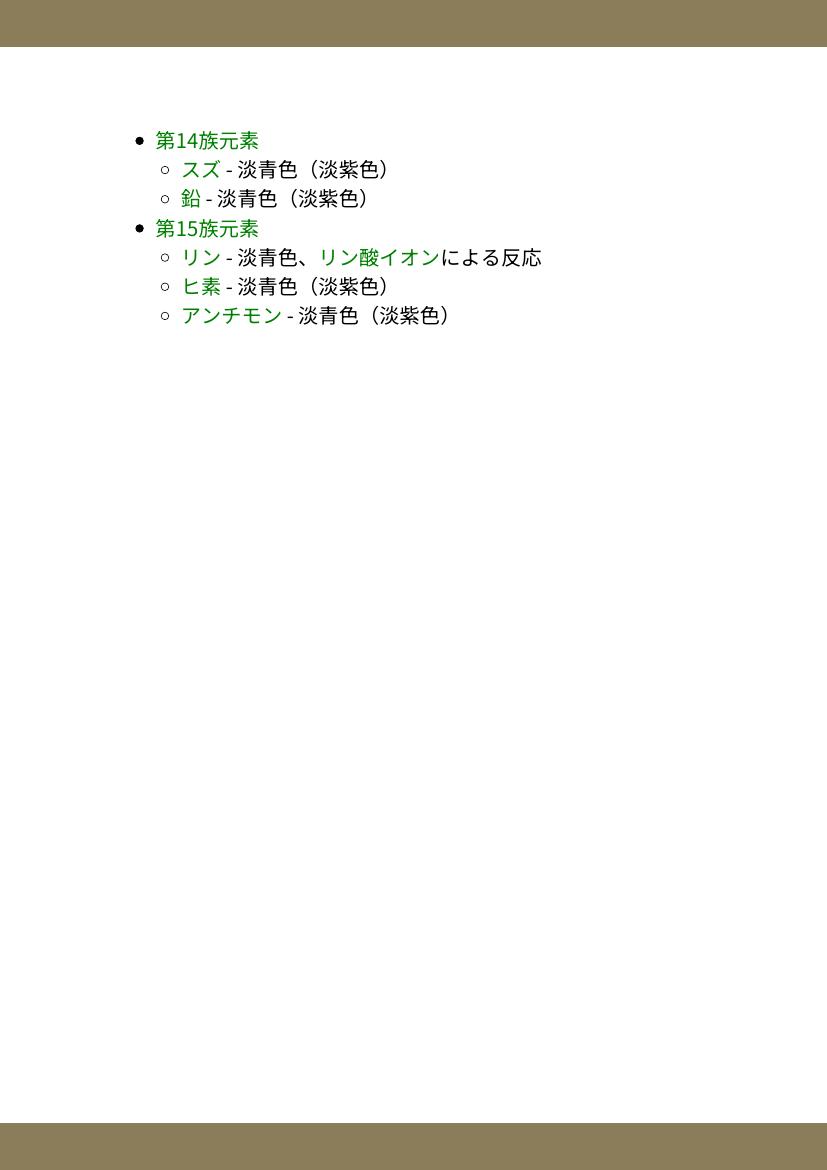 第14族元素
スズ - 淡青色（淡紫色）
鉛 - 淡青色（淡紫色）
第15族元素
リン - 淡青色、リン酸イオンによる反応
ヒ素 - 淡青色（淡紫色）
アンチモン - 淡青色（淡紫色）